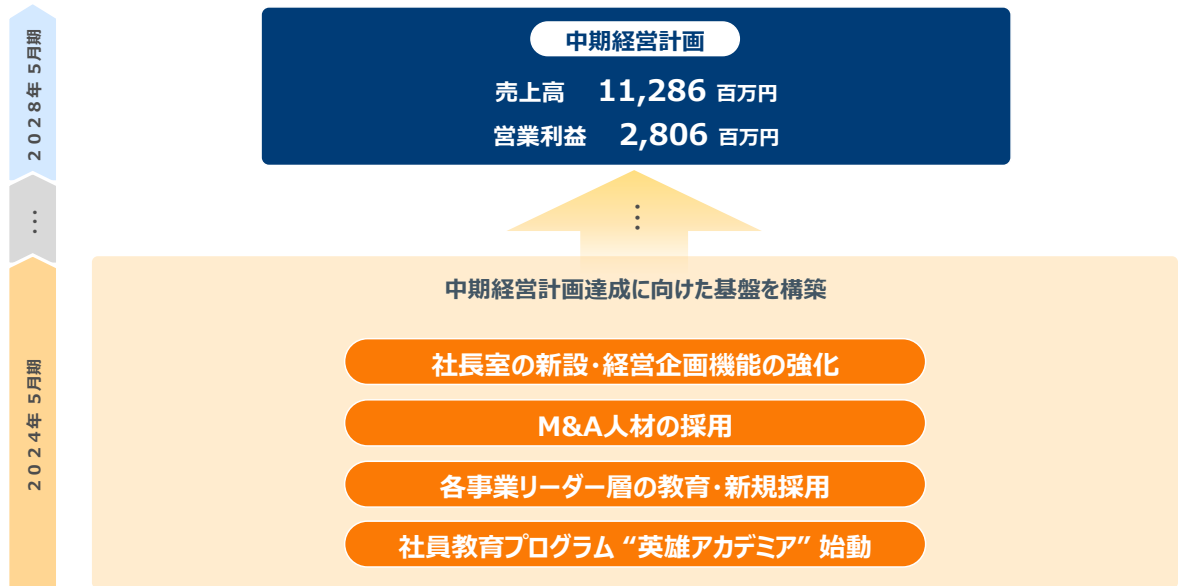 2028年 5月期
中期経営計画
売上高 11,286 百万円
営業利益 2,806 百万円
…
…
2024年 5月期
中期経営計画達成に向けた基盤を構築
社長室の新設・経営企画機能の強化
M&A人材の採用
各事業リーダー層の教育・新規採用
社員教育プログラム “英雄アカデミア” 始動